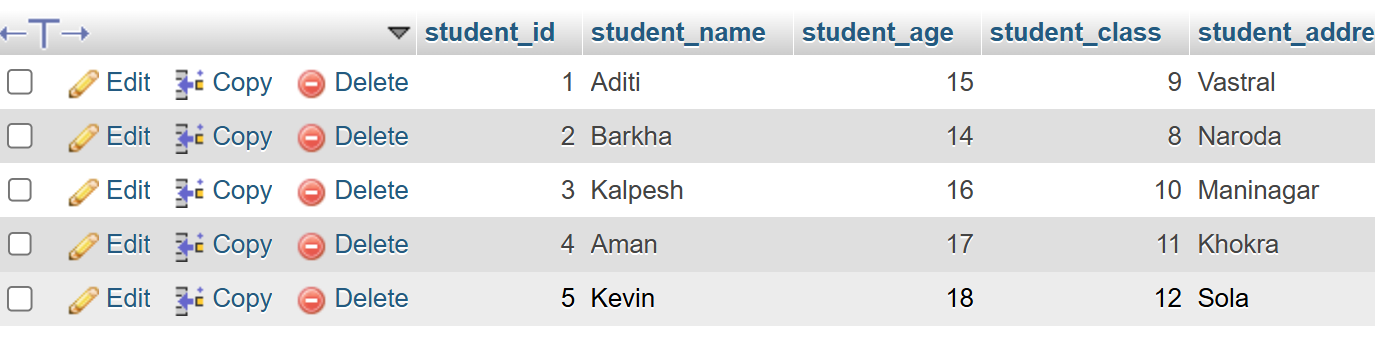 student_id student_name student_age student_class student_addre
Edit Copy Delete 1 Aditi 15 9 Vastral
Edit Copy Delete 2 Barkha 14 8 Naroda
Edit Copy Delete 3 Kalpesh 16 10 Maninagar
Edit Copy Delete 4 Aman 17 11 Khokra
Edit Copy Delete 5 Kevin 18 12 Sola